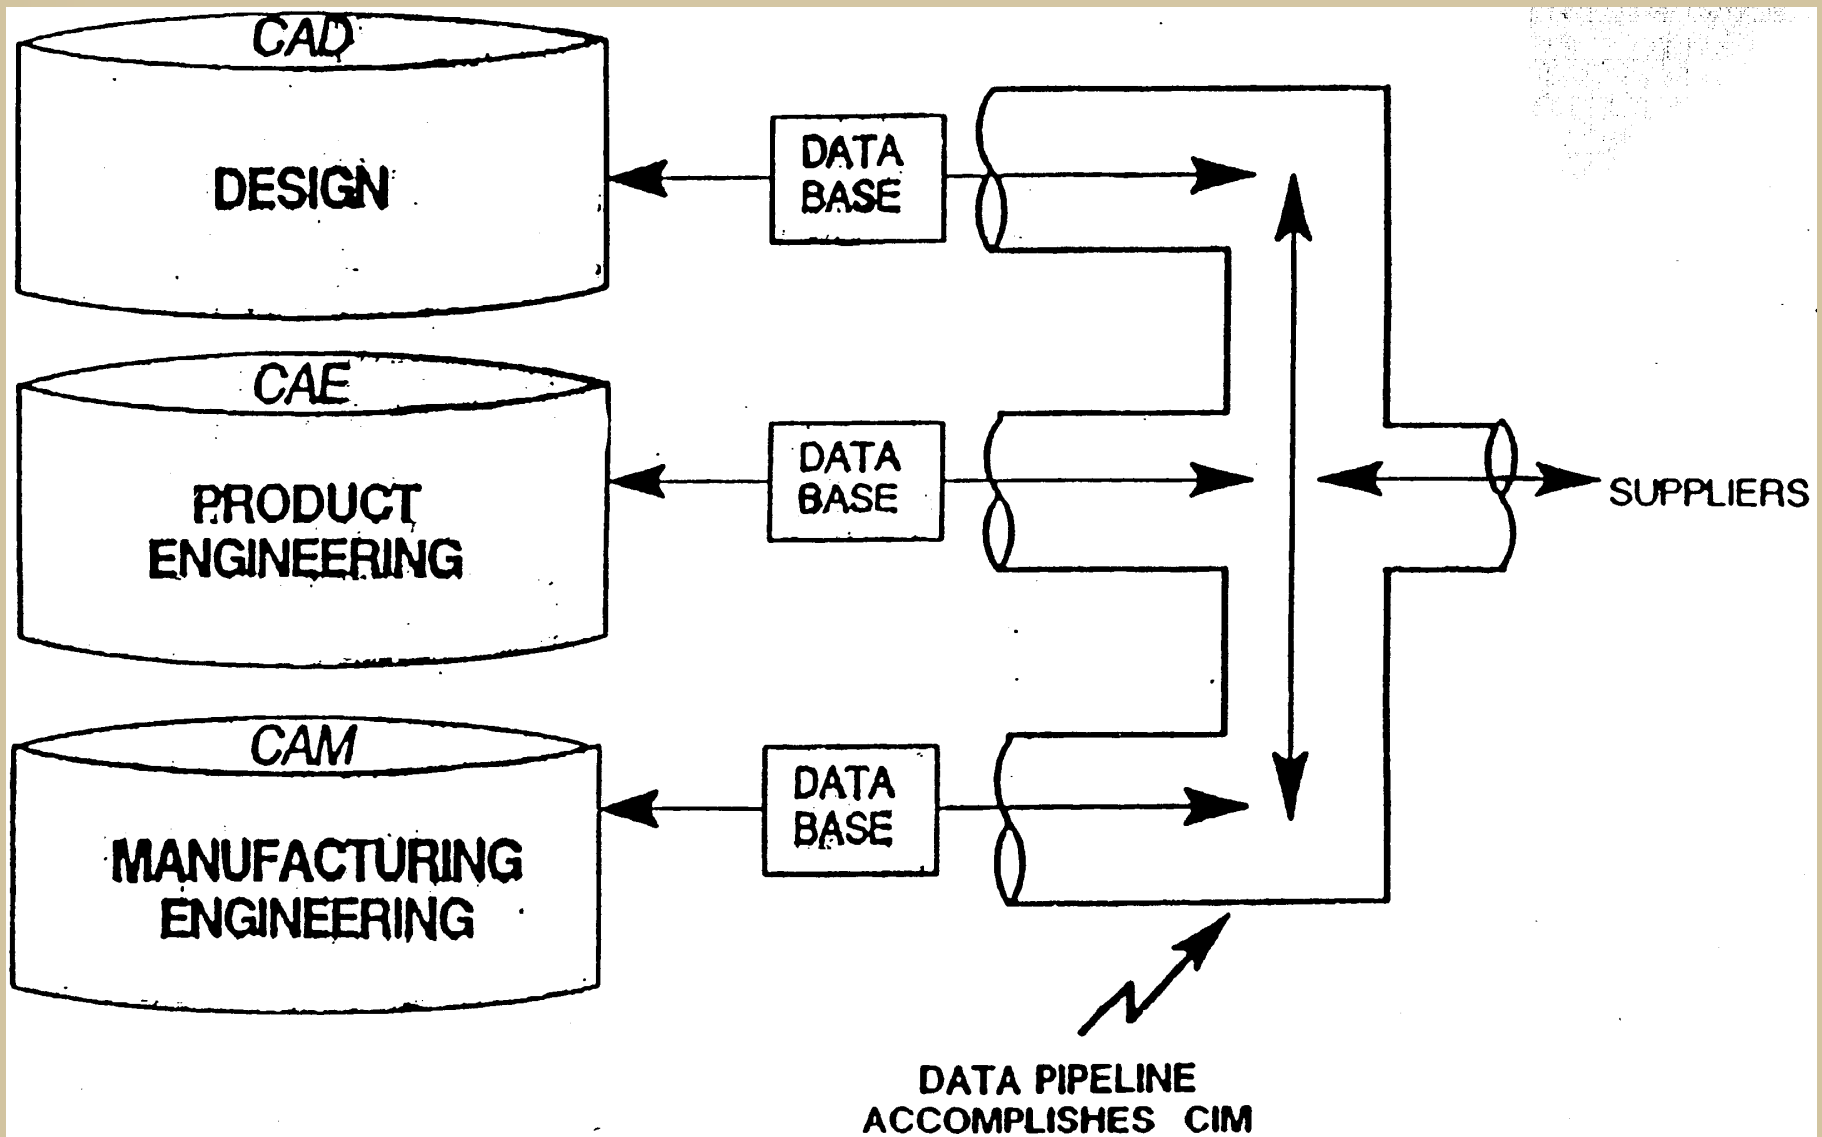 CAD
DESIGN
DATA
BASE
CAE
PRODUCT
ENGINEERING
DATA
BASE
SUPPLIERS
CAM
MANUFACTURING
ENGINEERING
DATA
BASE
DATA PIPELINE
ACCOMPLISHES CIM